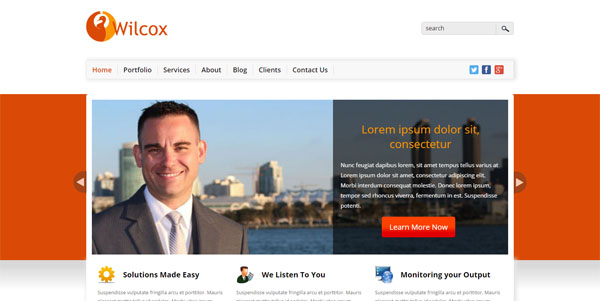 Wilcox
search
Home Portfolio Services About Blog Clients Contact Us
Lorem ipsum dolor sit,
consectetur
Nunc feugiat dapibus lorem, sit amet tempus tellus varius at
Lorem ipsum dolor sit amet, consectetur adipiscing elit.
Morbi interdum consequat molestie. Donec lorem ipsum,
tempor sed rhoncus viverra, fermentum in est. Suspendisse
potenti.
Learn More Now
Solutions Made Easy
We Listen To You
Monitoring your Output
Suspendisse vulputate fringilla arcu et porttitor. Mauris
Suspendisse vulputate fringilla arcu et porttitor. Mauris
Suspendisse vulputate fringilla arcu et porttitor. Mauris